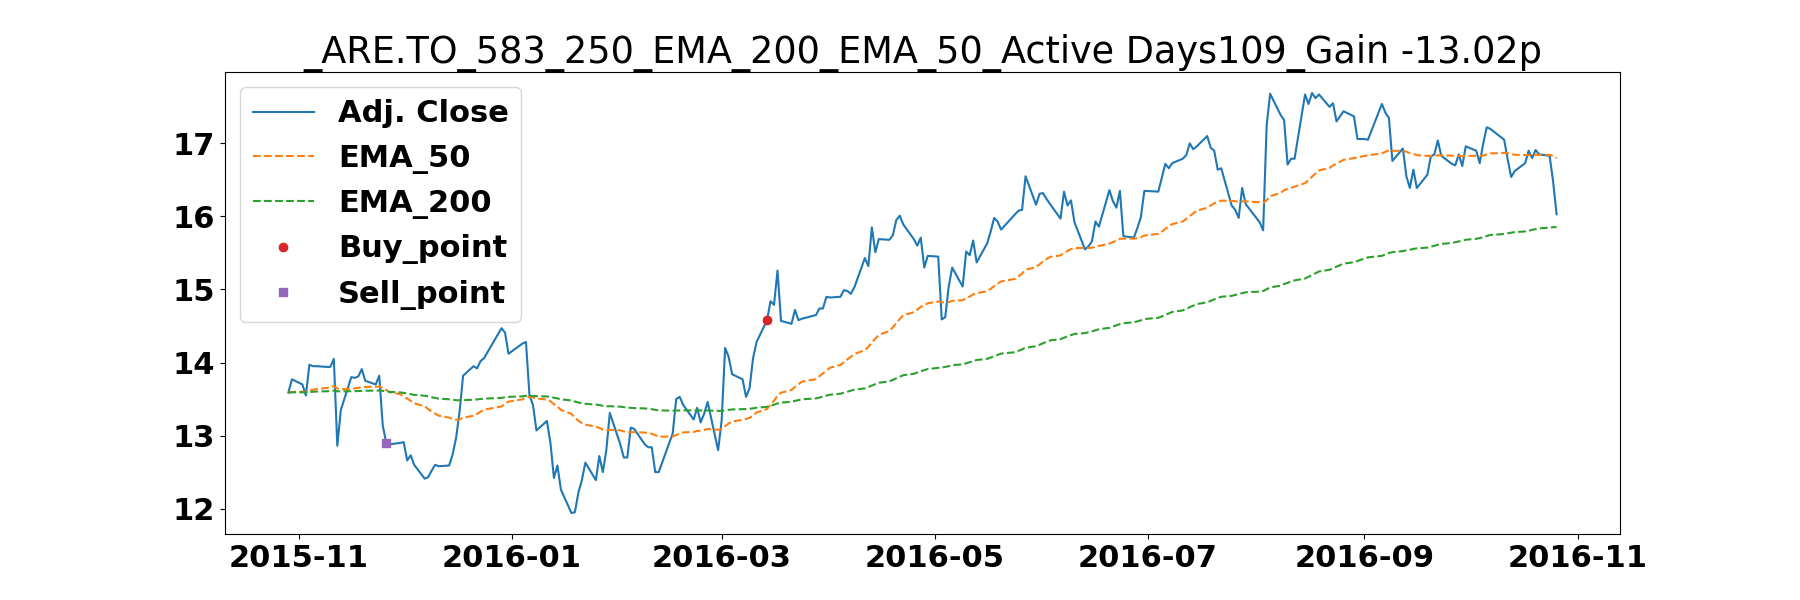 _ARE.TO_583_250_EMA_200_EMA_50_Active Days109_Gain -13.02p
Adj. Close
EMA_50
EMA_200
Buy_point
Sell_point
17
16
15
14
13
12
2015-11 2016-01 2016-03 2016-05 2016-07 2016-09 2016-11